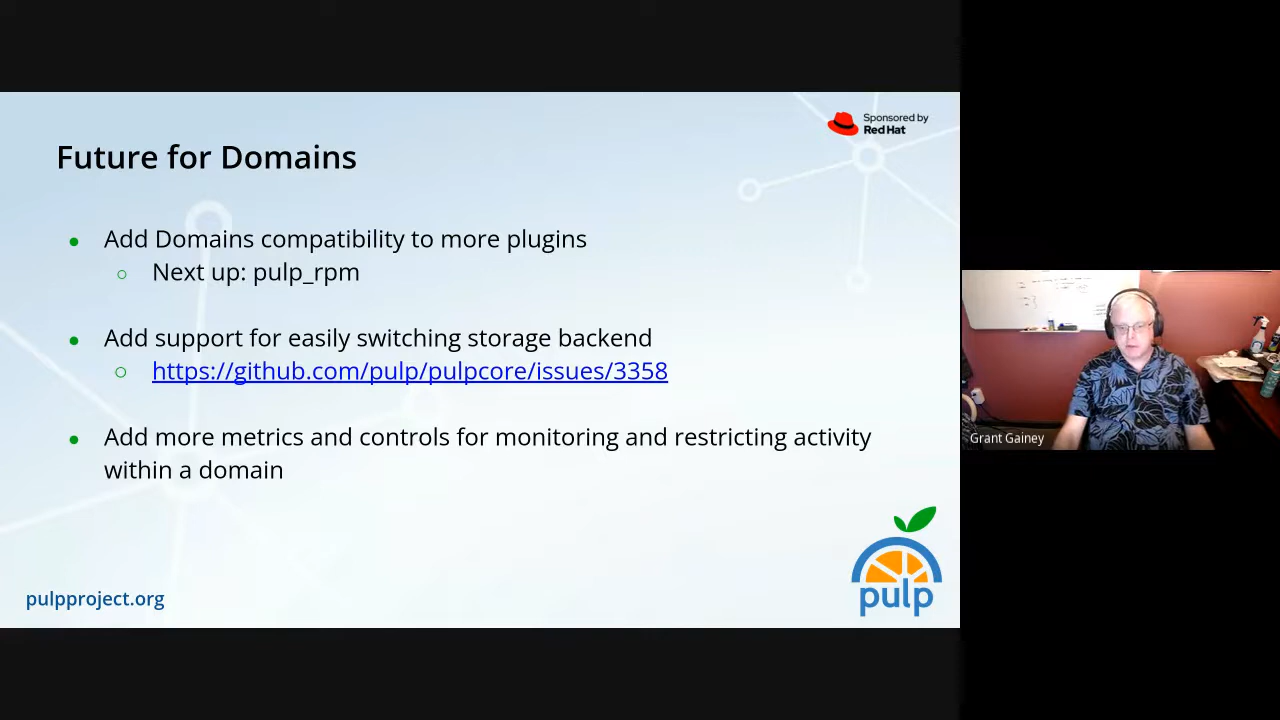 Sponsored by
Red Hat
Future for Domains
Add Domains compatibility to more plugins
Next up: pulp_rpm
Add support for easily switching storage backend
https://github.com/pulp/pulpcore/issues/3358
Add more metrics and controls for monitoring and restricting activity
within a domain
pulpproject.org
pulp
Grant Gainey